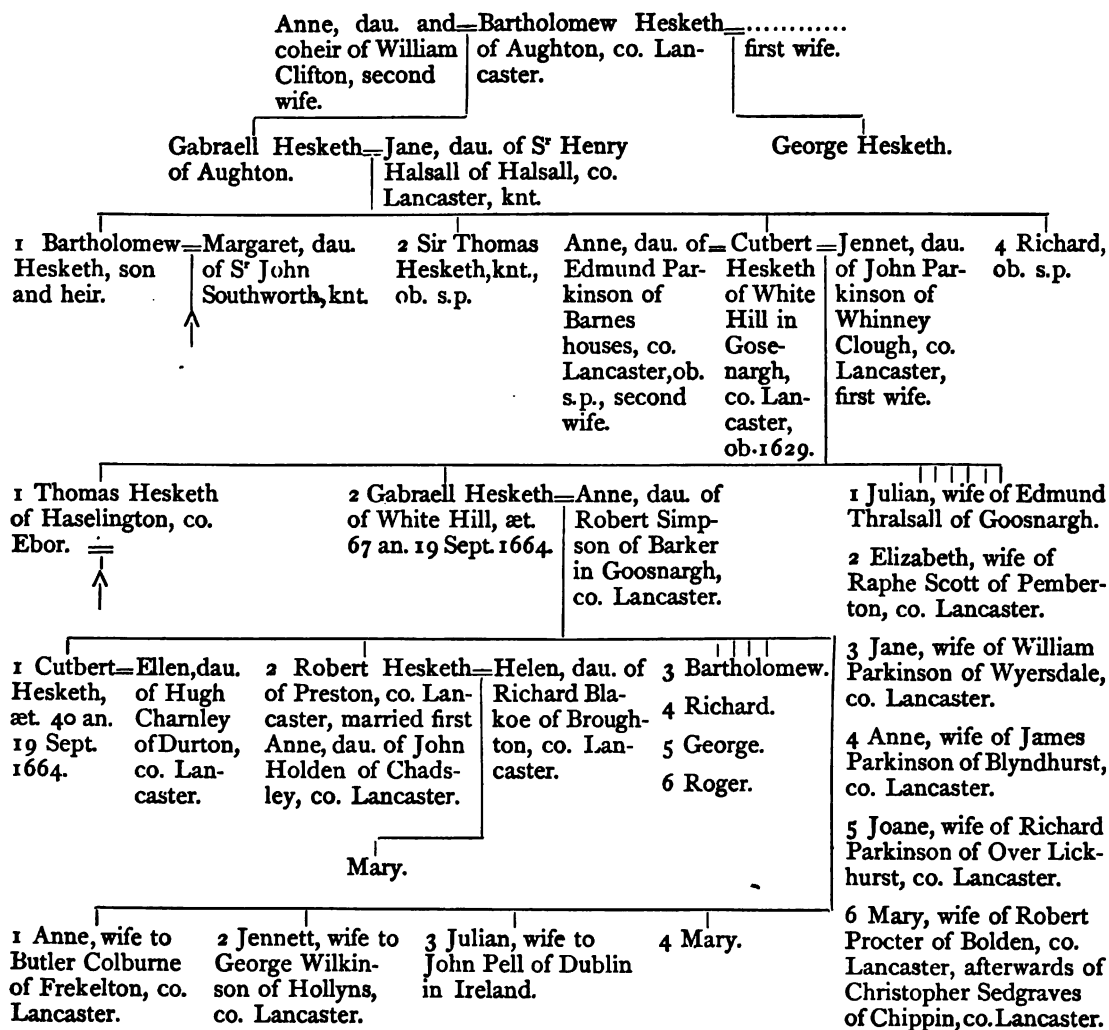 Anne, dau. and
coheir of William
Clifton, second
wife.
Bartholomew Hesketh
of Aughton, co. Lan-
caster.
............
first wife.
Gabraell Hesketh
of Aughton.
Jane, dau. of Sʳ Henry
Halsall of Halsall, co.
Lancaster, knt.
George Hesketh.
1 Bartholomew
Hesketh, son
and heir.
Margaret, dau.
of Sʳ John
Southworth, knt.
2 Sir Thomas
Hesketh, knt.,
ob. s.p.
Anne, dau. of
Edmund Par-
kinson of
Barnes
houses, co.
Lancaster, ob.
s.p., second
wife.
Cutbert
Hesketh
of White
Hill in
Gose-
nargh,
co. Lan-
caster,
ob. 1629.
Jennet, dau.
of John Par-
kinson of
Whinney
Clough, co.
Lancaster,
first wife.
4 Richard,
ob. s.p.
1 Thomas Hesketh
of Haselington, co.
Ebor.
2 Gabraell Hesketh
of White Hill, æt.
67 an. 19 Sept. 1664.
Anne, dau. of
Robert Simp-
son of Barker
in Goosnargh,
co. Lancaster.
1 Julian, wife of Edmund
Thralsall of Goosnargh.
2 Elizabeth, wife of
Raphe Scott of Pember-
ton, co. Lancaster.
3 Jane, wife of William
Parkinson of Wyersdale,
co. Lancaster.
4 Anne, wife of James
Parkinson of Blyndhurst,
co. Lancaster.
5 Joane, wife of Richard
Parkinson of Over Lick-
hurst, co. Lancaster.
6 Mary, wife of Robert
Procter of Bolden, co.
Lancaster, afterwards of
Christopher Sedgraves
of Chippin, co. Lancaster.
1 Cutbert
Hesketh,
æt. 40 an.
19 Sept.
1664.
Ellen, dau.
of Hugh
Charnley
of Durton,
co. Lan-
caster.
2 Robert Hesketh
of Preston, co. Lan-
caster, married first
Anne, dau. of John
Holden of Chads-
ley, co. Lancaster.
Helen, dau. of
Richard Bla-
koe of Brough-
ton, co. Lan-
caster.
3 Bartholomew.
4 Richard.
5 George.
6 Roger.
Mary.
1 Anne, wife to
Butler Colburne
of Frekelton, co.
Lancaster.
2 Jennett, wife to
George Wilkin-
son of Hollyns,
co. Lancaster.
3 Julian, wife to
John Pell of Dublin
in Ireland.
4 Mary.